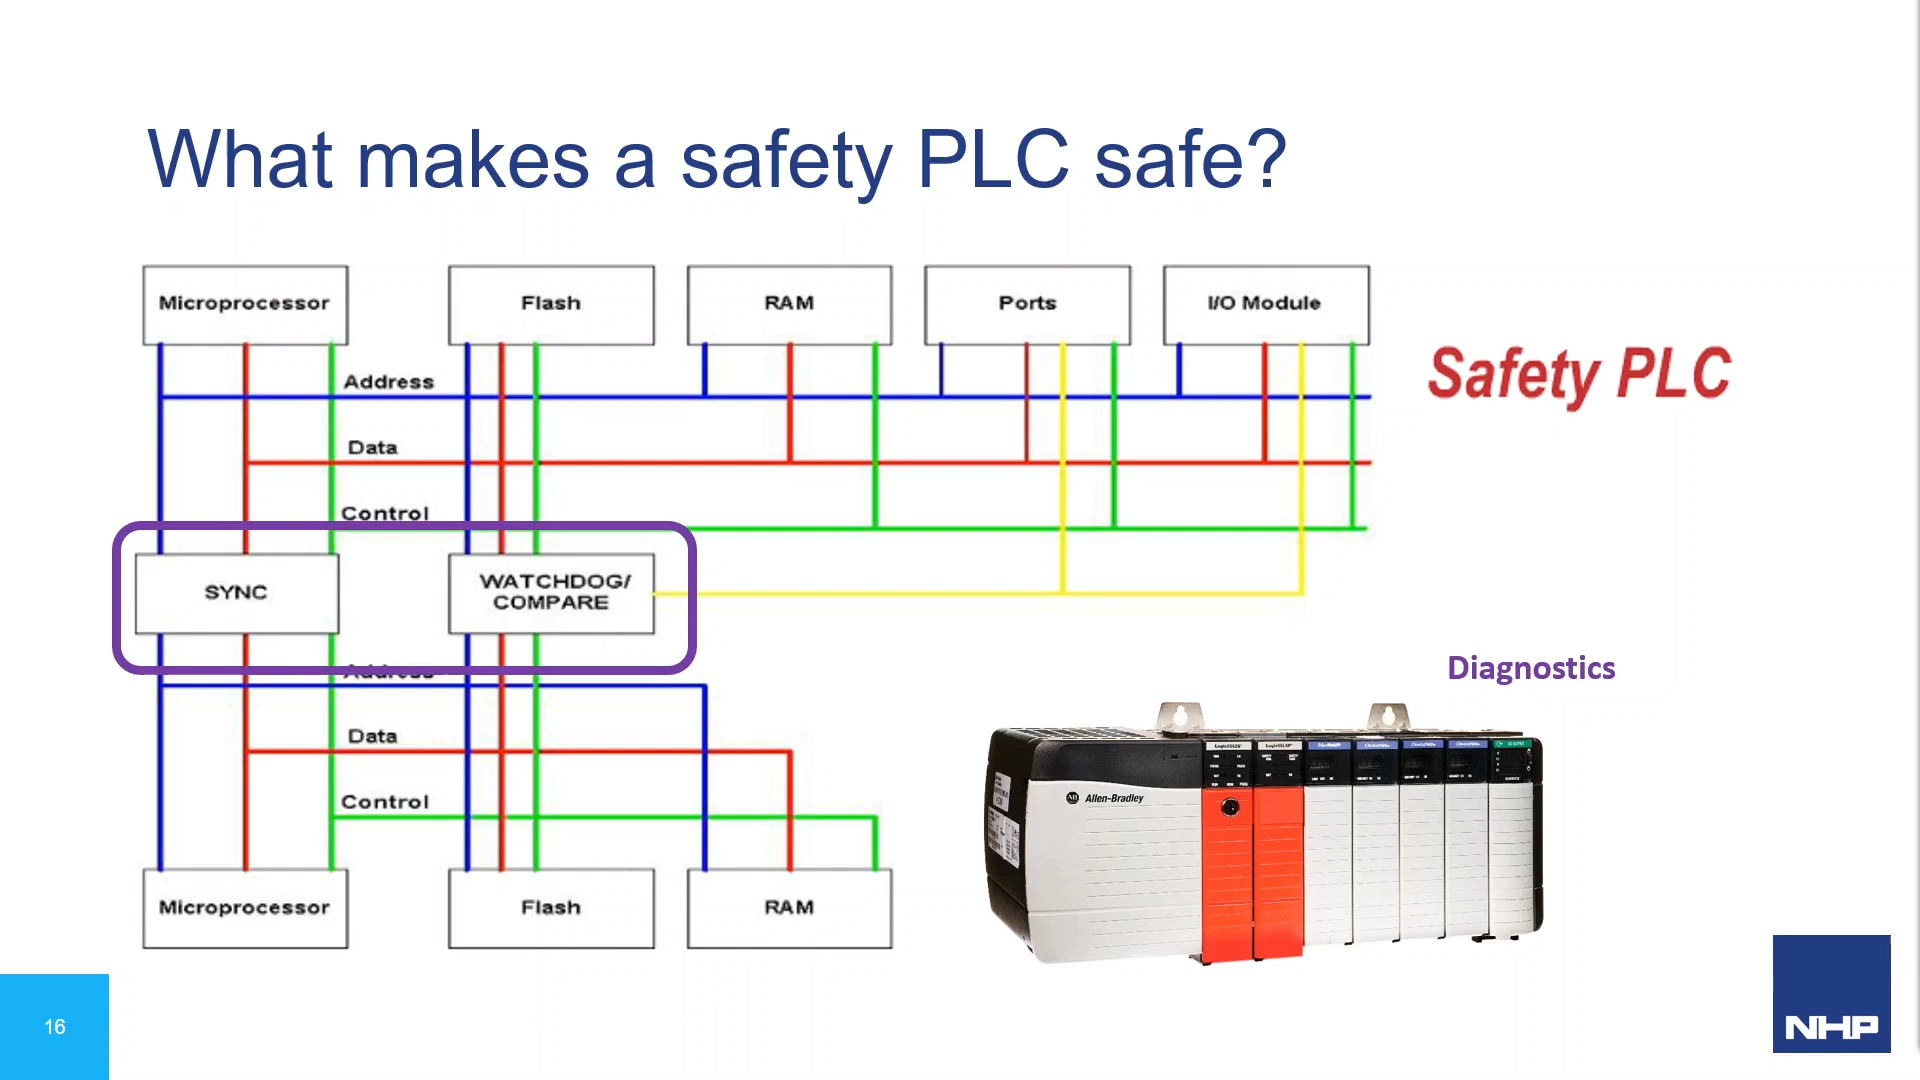 What makes a safety PLC safe?
Microprocessor
Flash
RAM
Ports
I/O Module
Safety PLC
Address
Data
Control
SYNC
WATCHDOG/
COMPARE
Address
Diagnostics
Data
Control
Allen-Bradley
Microprocessor
Flash
RAM
16
NHP